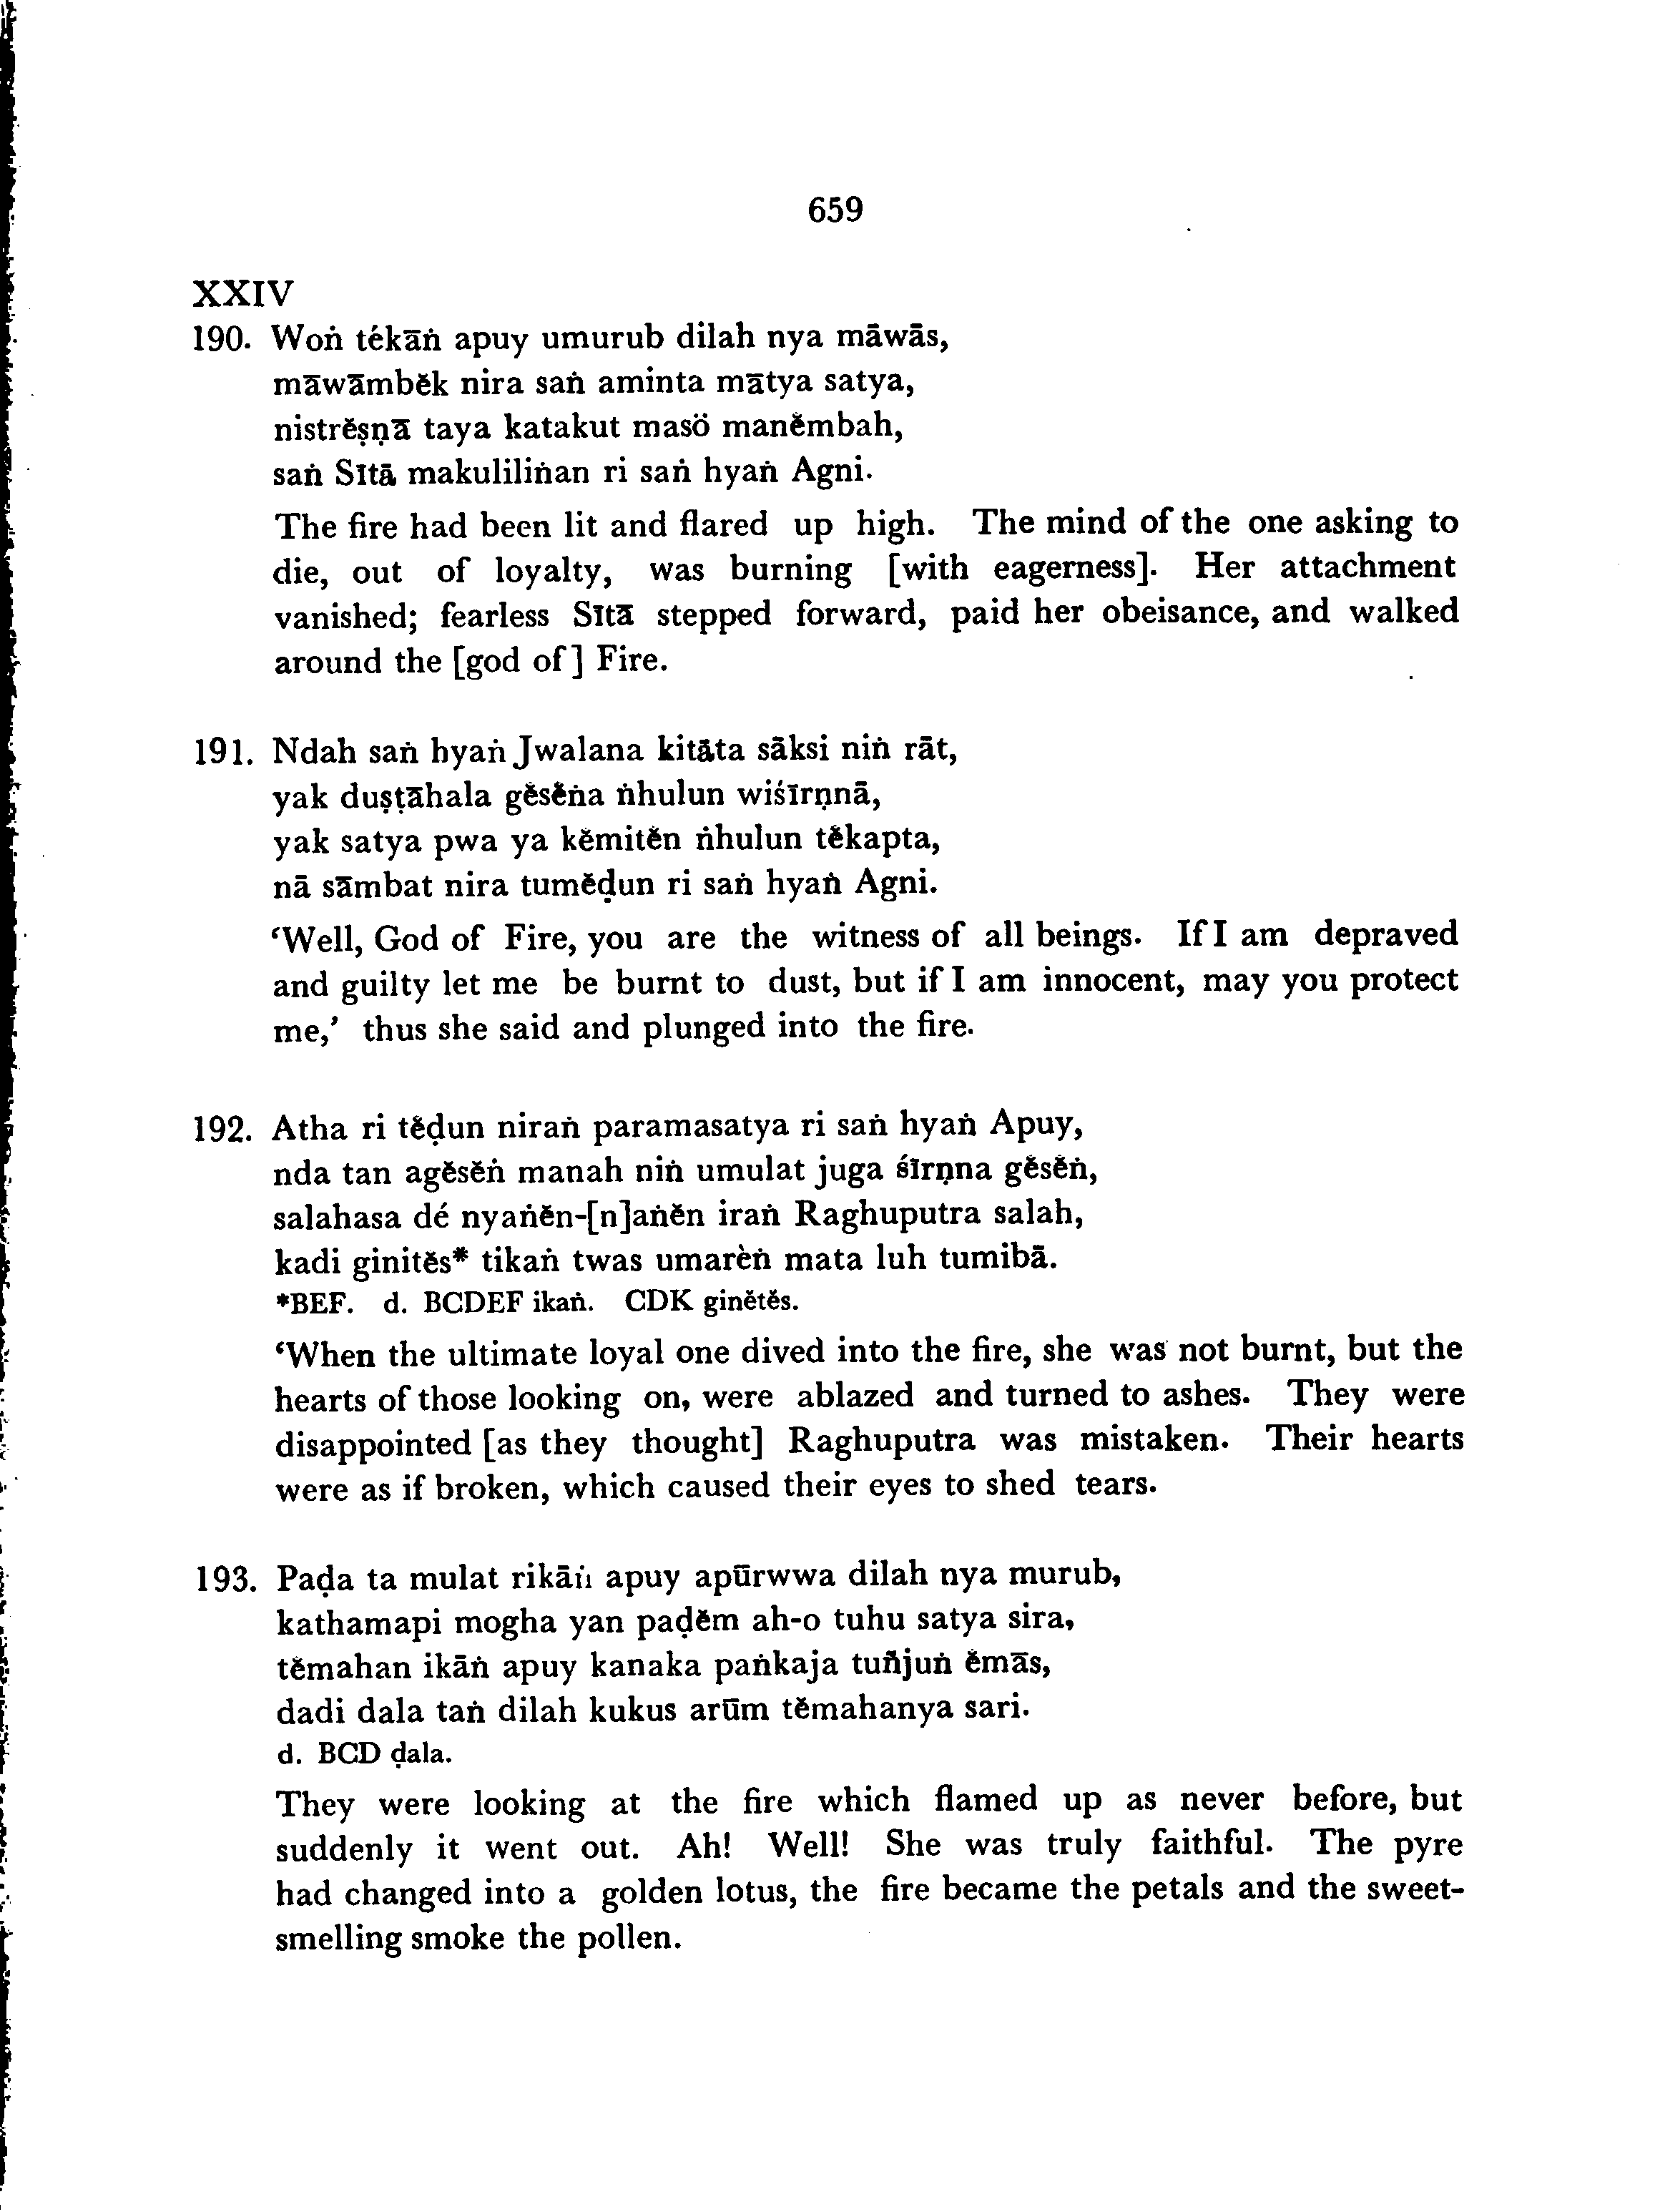 659
XXIV
190. Woṅ tékāṅ apuy umurub dilah nya māwās,
māwāmbĕk nira saṅ aminta mātya satya,
nistrĕṣṇā taya katakut masö manĕmbah,
saṅ Sītā makuliliṅan ri saṅ hyaṅ Agni.
The fire had been lit and flared up high. The mind of the one asking to
die, out of loyalty, was burning [with eagerness]. Her attachment
vanished; fearless Sītā stepped forward, paid her obeisance, and walked
around the [god of] Fire.
191. Ndah saṅ hyaṅ Jwalana kitāta sākṣi niṅ rāt,
yak duṣṭāhala gĕsĕṅa ṅhulun wiśīrṇnā,
yak satya pwa ya kĕmitĕn ṅhulun tĕkapta,
nā sāmbat nira tumĕḍun ri saṅ hyaṅ Agni.
‘Well, God of Fire, you are the witness of all beings. If I am depraved
and guilty let me be burnt to dust, but if I am innocent, may you protect
me,’ thus she said and plunged into the fire.
192. Atha ri tĕḍun niraṅ paramasatya ri saṅ hyaṅ Apuy,
nda tan agĕsĕṅ manah niṅ umulat juga śīrṇna gĕsĕṅ,
salahasa dé nyaṅĕn-[n]aṅĕn iraṅ Raghuputra salah,
kadi ginitĕs* tikaṅ twas umarèṅ mata luh tumibā.
*BEF. d. BCDEF ikaṅ. CDK ginĕtĕs.
‘When the ultimate loyal one dived into the fire, she was not burnt, but the
hearts of those looking on, were ablazed and turned to ashes. They were
disappointed [as they thought] Raghuputra was mistaken. Their hearts
were as if broken, which caused their eyes to shed tears.
193. Paḍa ta mulat rikāṅ apuy apūrwwa dilah nya murub,
kathamapi mogha yan paḍĕm ah-o tuhu satya sira,
tĕmahan ikāṅ apuy kanaka paṅkaja tuñjuṅ ĕmās,
dadi dala taṅ dilah kukus arūm tĕmahanya sari.
d. BCD ḍala.
They were looking at the fire which flamed up as never before, but
suddenly it went out. Ah! Well! She was truly faithful. The pyre
had changed into a golden lotus, the fire became the petals and the sweet-
smelling smoke the pollen.